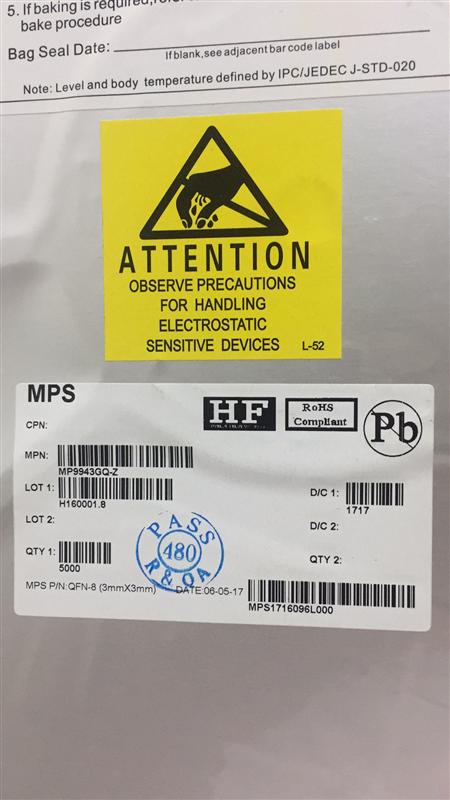 5. If baking is required,
bake procedure
Bag Seal Date:
If blank,see adjacent bar code label
Note: Level and body temperature defined by IPC/JEDEC J-STD-020
ATTENTION
OBSERVE PRECAUTIONS
FOR HANDLING
ELECTROSTATIC
SENSITIVE DEVICES L-52
MPS
HF
RoHS
Compliant
Pb
CPN:
MPN:
MP9943GQ-Z
LOT 1:
H160001.8
D/C 1:
1717
LOT 2:
D/C 2:
PASS
480
R & QA
QTY 1:
5000
QTY 2:
MPS P/N:QFN-8 (3mmX3mm) DATE:06-05-17
MPS1716096L000